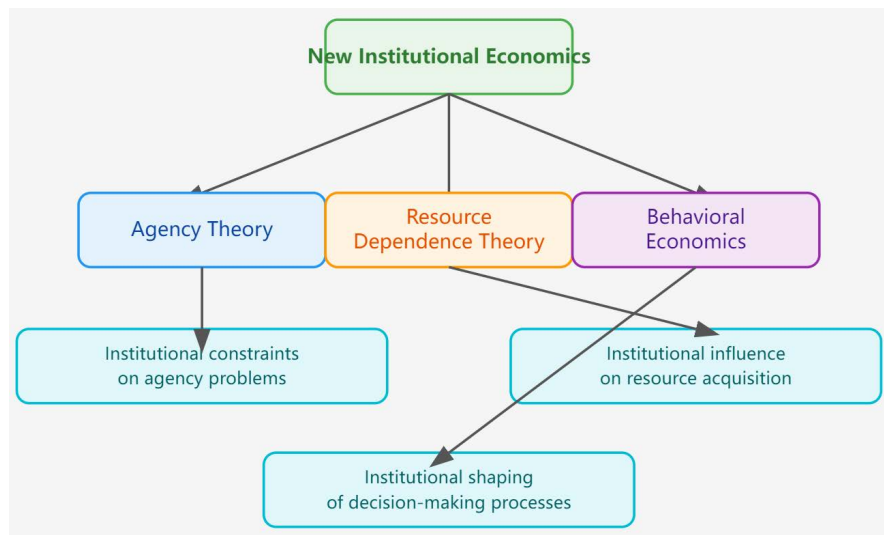 New Institutional Economics
Agency Theory
Resource
Dependence Theory
Behavioral
Economics
Institutional constraints
on agency problems
Institutional influence
on resource acquisition
Institutional shaping
of decision-making processes